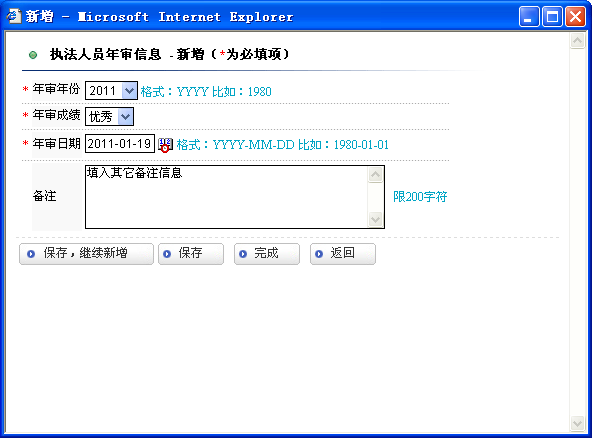 新增 - Microsoft Internet Explorer
执法人员年审信息 -新增（*为必填项）
* 年审年份 2011 格式：YYYY 比如：1980
* 年审成绩 优秀
* 年审日期 2011-01-19 格式：YYYY-MM-DD 比如：1980-01-01
填入其它备注信息
备注 限200字符
保存，继续新增 保存 完成 返回